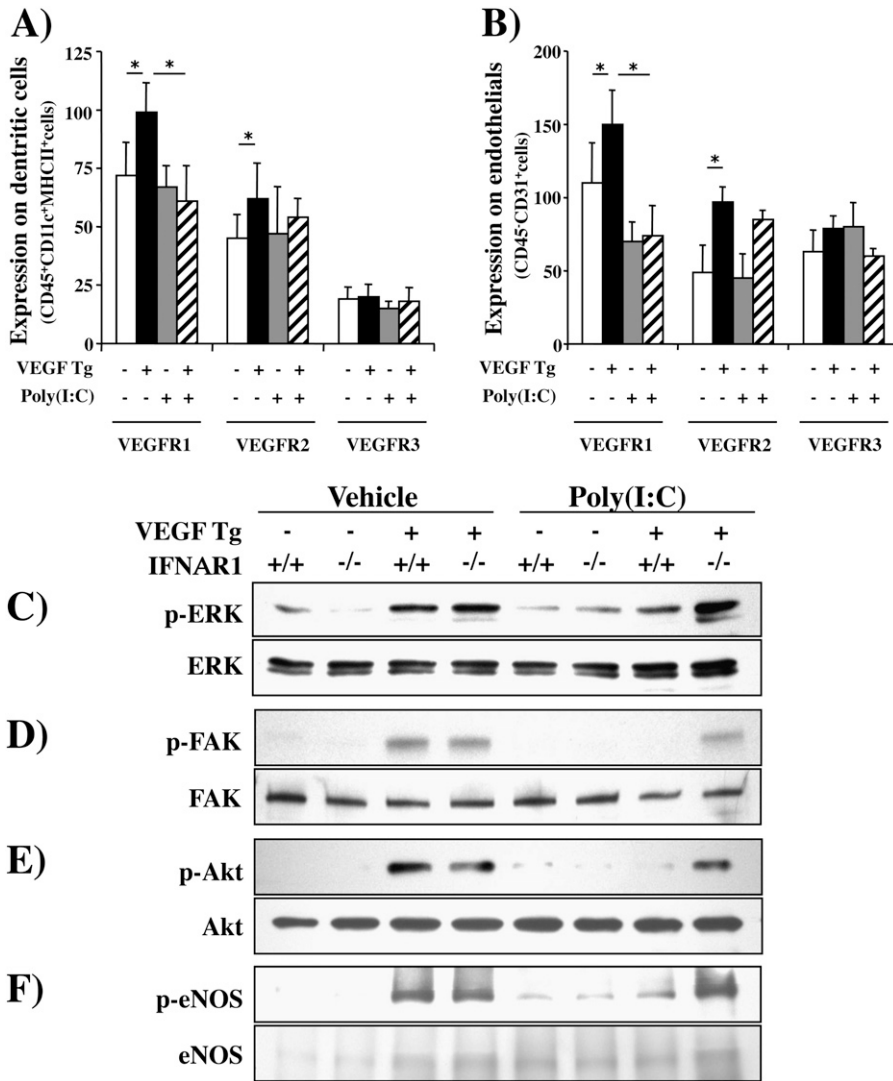 A)
Expression on dentritic cells
(CD45+CD11c+MHCII+cells)
125
100
75
50
25
0
* *
*
VEGF Tg - + - + - + - + - + - +
Poly(I:C) - - + + - - + + - - + +
VEGFR1 VEGFR2 VEGFR3
B)
Expression on endothelials
(CD45-CD31+cells)
200
150
100
50
0
* *
*
VEGF Tg - + - + - + - + - + - +
Poly(I:C) - - + + - - + + - - + +
VEGFR1 VEGFR2 VEGFR3
Vehicle Poly(I:C)
VEGF Tg - - + + - - + +
IFNAR1 +/+ -/- +/+ -/- +/+ -/- +/+ -/-
C)
p-ERK
ERK
D)
p-FAK
FAK
E)
p-Akt
Akt
F)
p-eNOS
eNOS